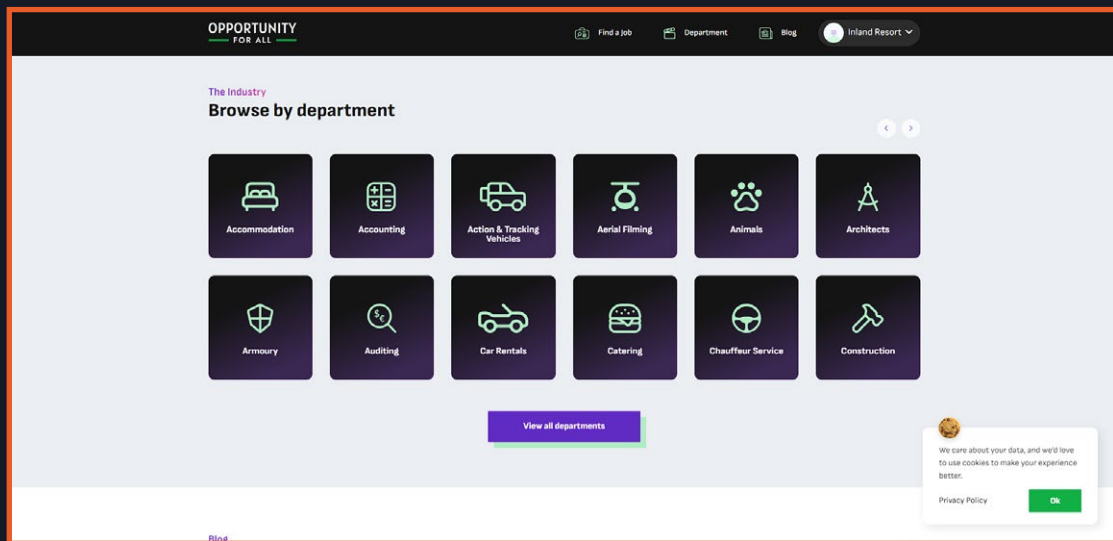 OPPORTUNITY
FOR ALL
Find a Job
Department
Blog
Inland Resort
The Industry
Browse by department
Accommodation
Accounting
Action & Tracking
Vehicles
Aerial Filming
Animals
Architects
Armoury
$
€
Auditing
Car Rentals
Catering
Chauffeur Service
Construction
View all departments
We care about your data, and we'd love
to use cookies to make your experience
better.
Privacy Policy
Ok
Blog